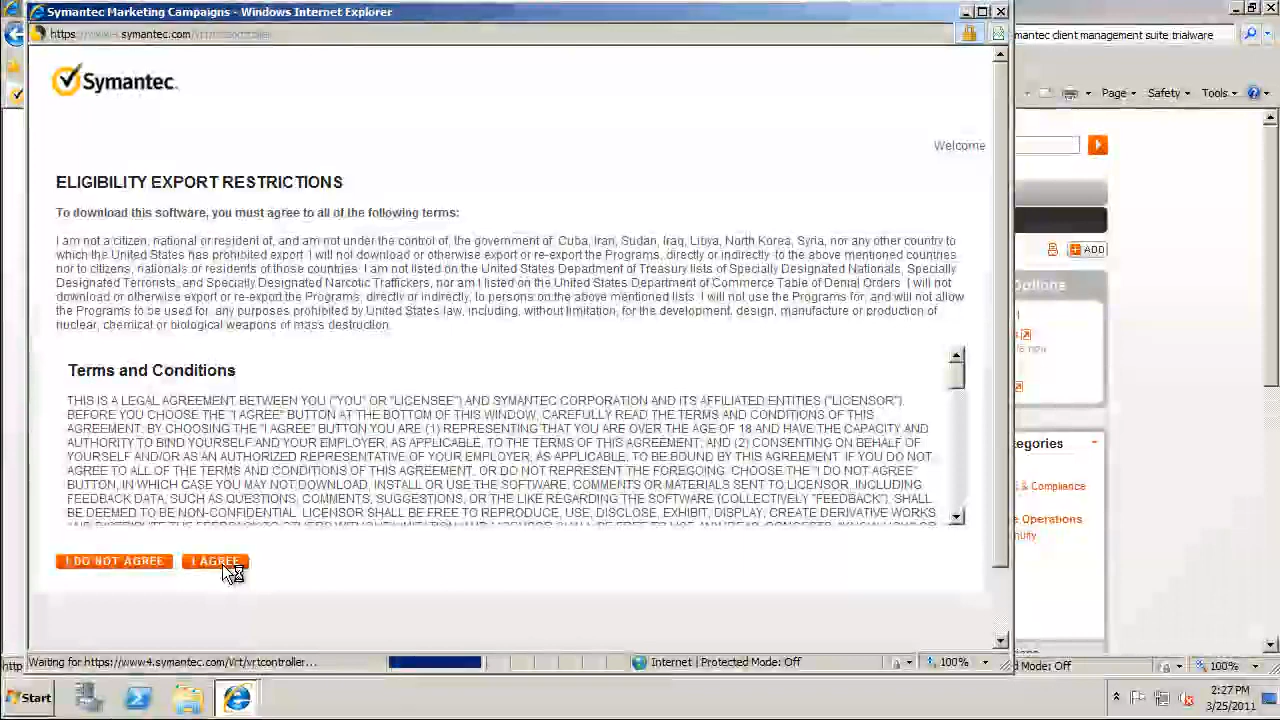 Symantec Marketing Campaigns - Windows Internet Explorer
symantec.com
mantec client management suite trialware
Symantec.
Page
Safety
Tools
Welcome
ELIGIBILITY EXPORT RESTRICTIONS
To download this software, you must agree to all of the following terms:
I am not a citizen, national or resident of, and am not under the control of, the government of: Cuba, Iran, Sudan, Iraq, Libya, North Korea, Syria, nor any other country to
which the United States has prohibited export. I will not download or otherwise export or re-export the Programs, directly or indirectly, to the above mentioned countries
nor to citizens, nationals or residents of those countries. I am not listed on the United States Department of Treasury lists of Specially Designated Nationals, Specially
Designated Terrorists, and Specially Designated Narcotic Traffickers, nor am I listed on the United States Department of Commerce Table of Denial Orders. I will not
download or otherwise export or re-export the Programs, directly or indirectly, to persons on the above mentioned lists. I will not use the Programs for, and will not allow
the Programs to be used for, any purposes prohibited by United States law, including, without limitation, for the development, design, manufacture or production of
nuclear, chemical or biological weapons of mass destruction.
Terms and Conditions
THIS IS A LEGAL AGREEMENT BETWEEN YOU ("YOU" OR "LICENSEE") AND SYMANTEC CORPORATION AND ITS AFFILIATED ENTITIES ("LICENSOR").
BEFORE YOU CHOOSE THE "I AGREE" BUTTON AT THE BOTTOM OF THIS WINDOW, CAREFULLY READ THE TERMS AND CONDITIONS OF THIS
AGREEMENT. BY CHOOSING THE "I AGREE" BUTTON YOU ARE (1) REPRESENTING THAT YOU ARE OVER THE AGE OF 18 AND HAVE THE CAPACITY AND
AUTHORITY TO BIND YOURSELF AND YOUR EMPLOYER, AS APPLICABLE, TO THE TERMS OF THIS AGREEMENT; AND (2) CONSENTING ON BEHALF OF
YOURSELF AND/OR AS AN AUTHORIZED REPRESENTATIVE OF YOUR EMPLOYER, AS APPLICABLE, TO BE BOUND BY THIS AGREEMENT. IF YOU DO NOT
AGREE TO ALL OF THE TERMS AND CONDITIONS OF THIS AGREEMENT, OR DO NOT REPRESENT THE FOREGOING, CHOOSE THE "I DO NOT AGREE"
BUTTON, IN WHICH CASE YOU MAY NOT DOWNLOAD, INSTALL OR USE THE SOFTWARE. COMMENTS OR MATERIALS SENT TO LICENSOR, INCLUDING
FEEDBACK DATA, SUCH AS QUESTIONS, COMMENTS, SUGGESTIONS, OR THE LIKE REGARDING THE SOFTWARE (COLLECTIVELY "FEEDBACK"), SHALL
BE DEEMED TO BE NON-CONFIDENTIAL. LICENSOR SHALL BE FREE TO REPRODUCE, USE, DISCLOSE, EXHIBIT, DISPLAY, CREATE DERIVATIVE WORKS
I DO NOT AGREE
I AGREE
ADD
Options
egories
& Compliance
e Operations
nuity
Waiting for https://www4.symantec.com/Vrt/vrtcontroller...
Internet | Protected Mode: Off
100%
http
d Mode: Off
100%
Start
2:27 PM
3/25/2011